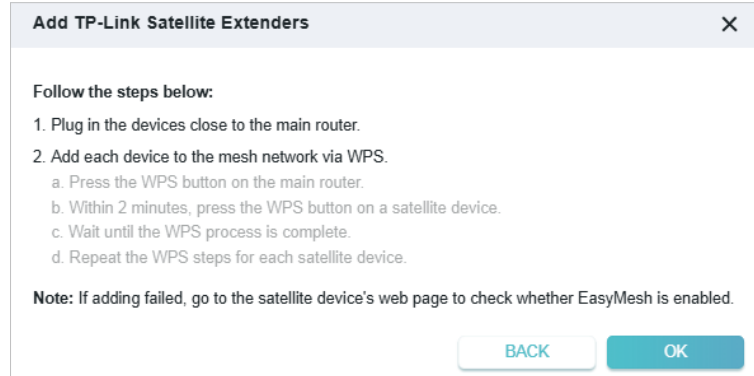 Add TP-Link Satellite Extenders
Follow the steps below:
1. Plug in the devices close to the main router.
2. Add each device to the mesh network via WPS.
a. Press the WPS button on the main router.
b. Within 2 minutes, press the WPS button on a satellite device.
c. Wait until the WPS process is complete.
d. Repeat the WPS steps for each satellite device.
Note: If adding failed, go to the satellite device's web page to check whether EasyMesh is enabled.
BACK OK